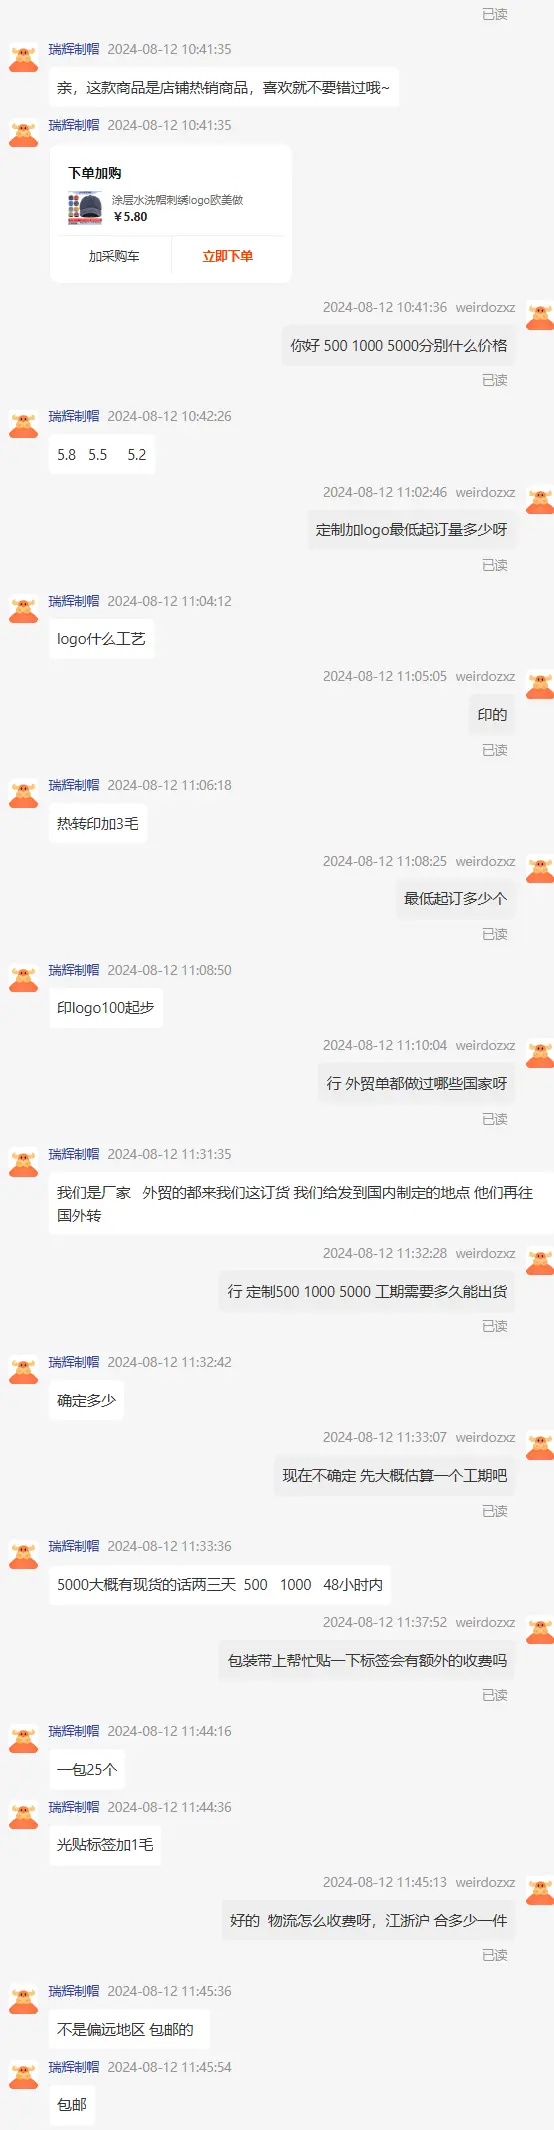 已读
瑞辉制帽 2024-08-12 10:41:35
亲，这款商品是店铺热销商品，喜欢就不要错过哦~
瑞辉制帽 2024-08-12 10:41:35
下单加购
涂层水洗帽刺绣logo欧美做
￥5.80
加采购车 立即下单
2024-08-12 10:41:36 weirdozxz
你好 500 1000 5000分别什么价格
已读
瑞辉制帽 2024-08-12 10:42:26
5.8 5.5 5.2
2024-08-12 11:02:46 weirdozxz
定制加logo最低起订量多少呀
已读
瑞辉制帽 2024-08-12 11:04:12
logo什么工艺
2024-08-12 11:05:05 weirdozxz
印的
已读
瑞辉制帽 2024-08-12 11:06:18
热转印加3毛
2024-08-12 11:08:25 weirdozxz
最低起订多少个
已读
瑞辉制帽 2024-08-12 11:08:50
印logo100起步
2024-08-12 11:10:04 weirdozxz
行 外贸单都做过哪些国家呀
已读
瑞辉制帽 2024-08-12 11:31:35
我们是厂家 外贸的都来我们这订货 我们给发到国内制定的地点 他们再往
国外转
2024-08-12 11:32:28 weirdozxz
行 定制500 1000 5000 工期需要多久能出货
已读
瑞辉制帽 2024-08-12 11:32:42
确定多少
2024-08-12 11:33:07 weirdozxz
现在不确定 先大概估算一个工期吧
已读
瑞辉制帽 2024-08-12 11:33:36
5000大概有现货的话两三天 500 1000 48小时内
2024-08-12 11:37:52 weirdozxz
包装带上帮忙贴一下标签会有额外的收费吗
已读
瑞辉制帽 2024-08-12 11:44:16
一包25个
瑞辉制帽 2024-08-12 11:44:36
光贴标签加1毛
2024-08-12 11:45:13 weirdozxz
好的 物流怎么收费呀，江浙沪 合多少一件
已读
瑞辉制帽 2024-08-12 11:45:36
不是偏远地区 包邮的
瑞辉制帽 2024-08-12 11:45:54
包邮